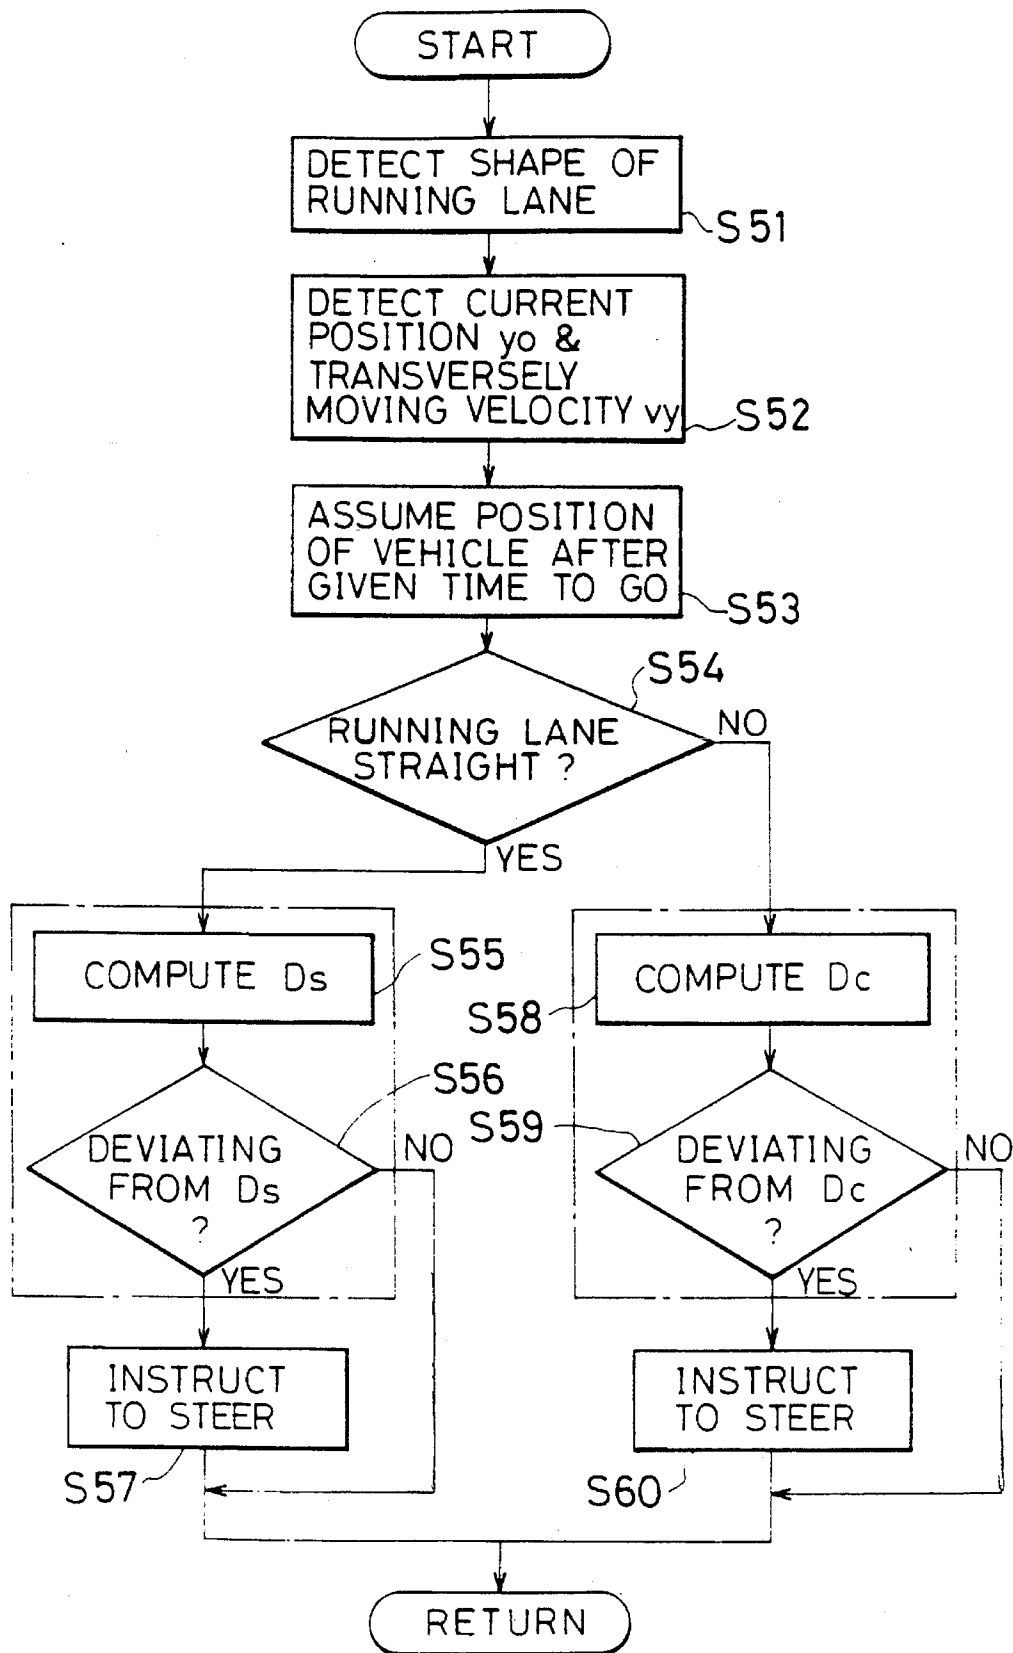 START
DETECT SHAPE OF
RUNNING LANE
S51
DETECT CURRENT
POSITION yo &
TRANSVERSELY
MOVING VELOCITY vy
S52
ASSUME POSITION
OF VEHICLE AFTER
GIVEN TIME TO GO
S53
S54
RUNNING LANE
STRAIGHT ?
NO
YES
COMPUTE Ds
S55
DEVIATING
FROM Ds
?
S56
NO
YES
INSTRUCT
TO STEER
S57
COMPUTE Dc
S58
DEVIATING
FROM Dc
?
S59
NO
YES
INSTRUCT
TO STEER
S60
RETURN